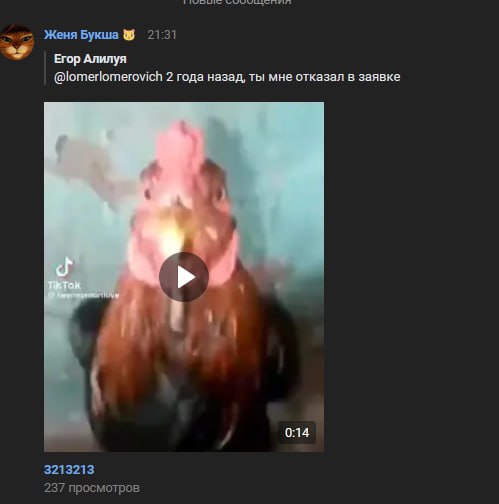 Новые сообщения
Женя Букша 21:31
Егор Алилуя
@lomerlomerovich 2 года назад, ты мне отказал в заявке
TikTok
0:14
3213213
237 просмотров